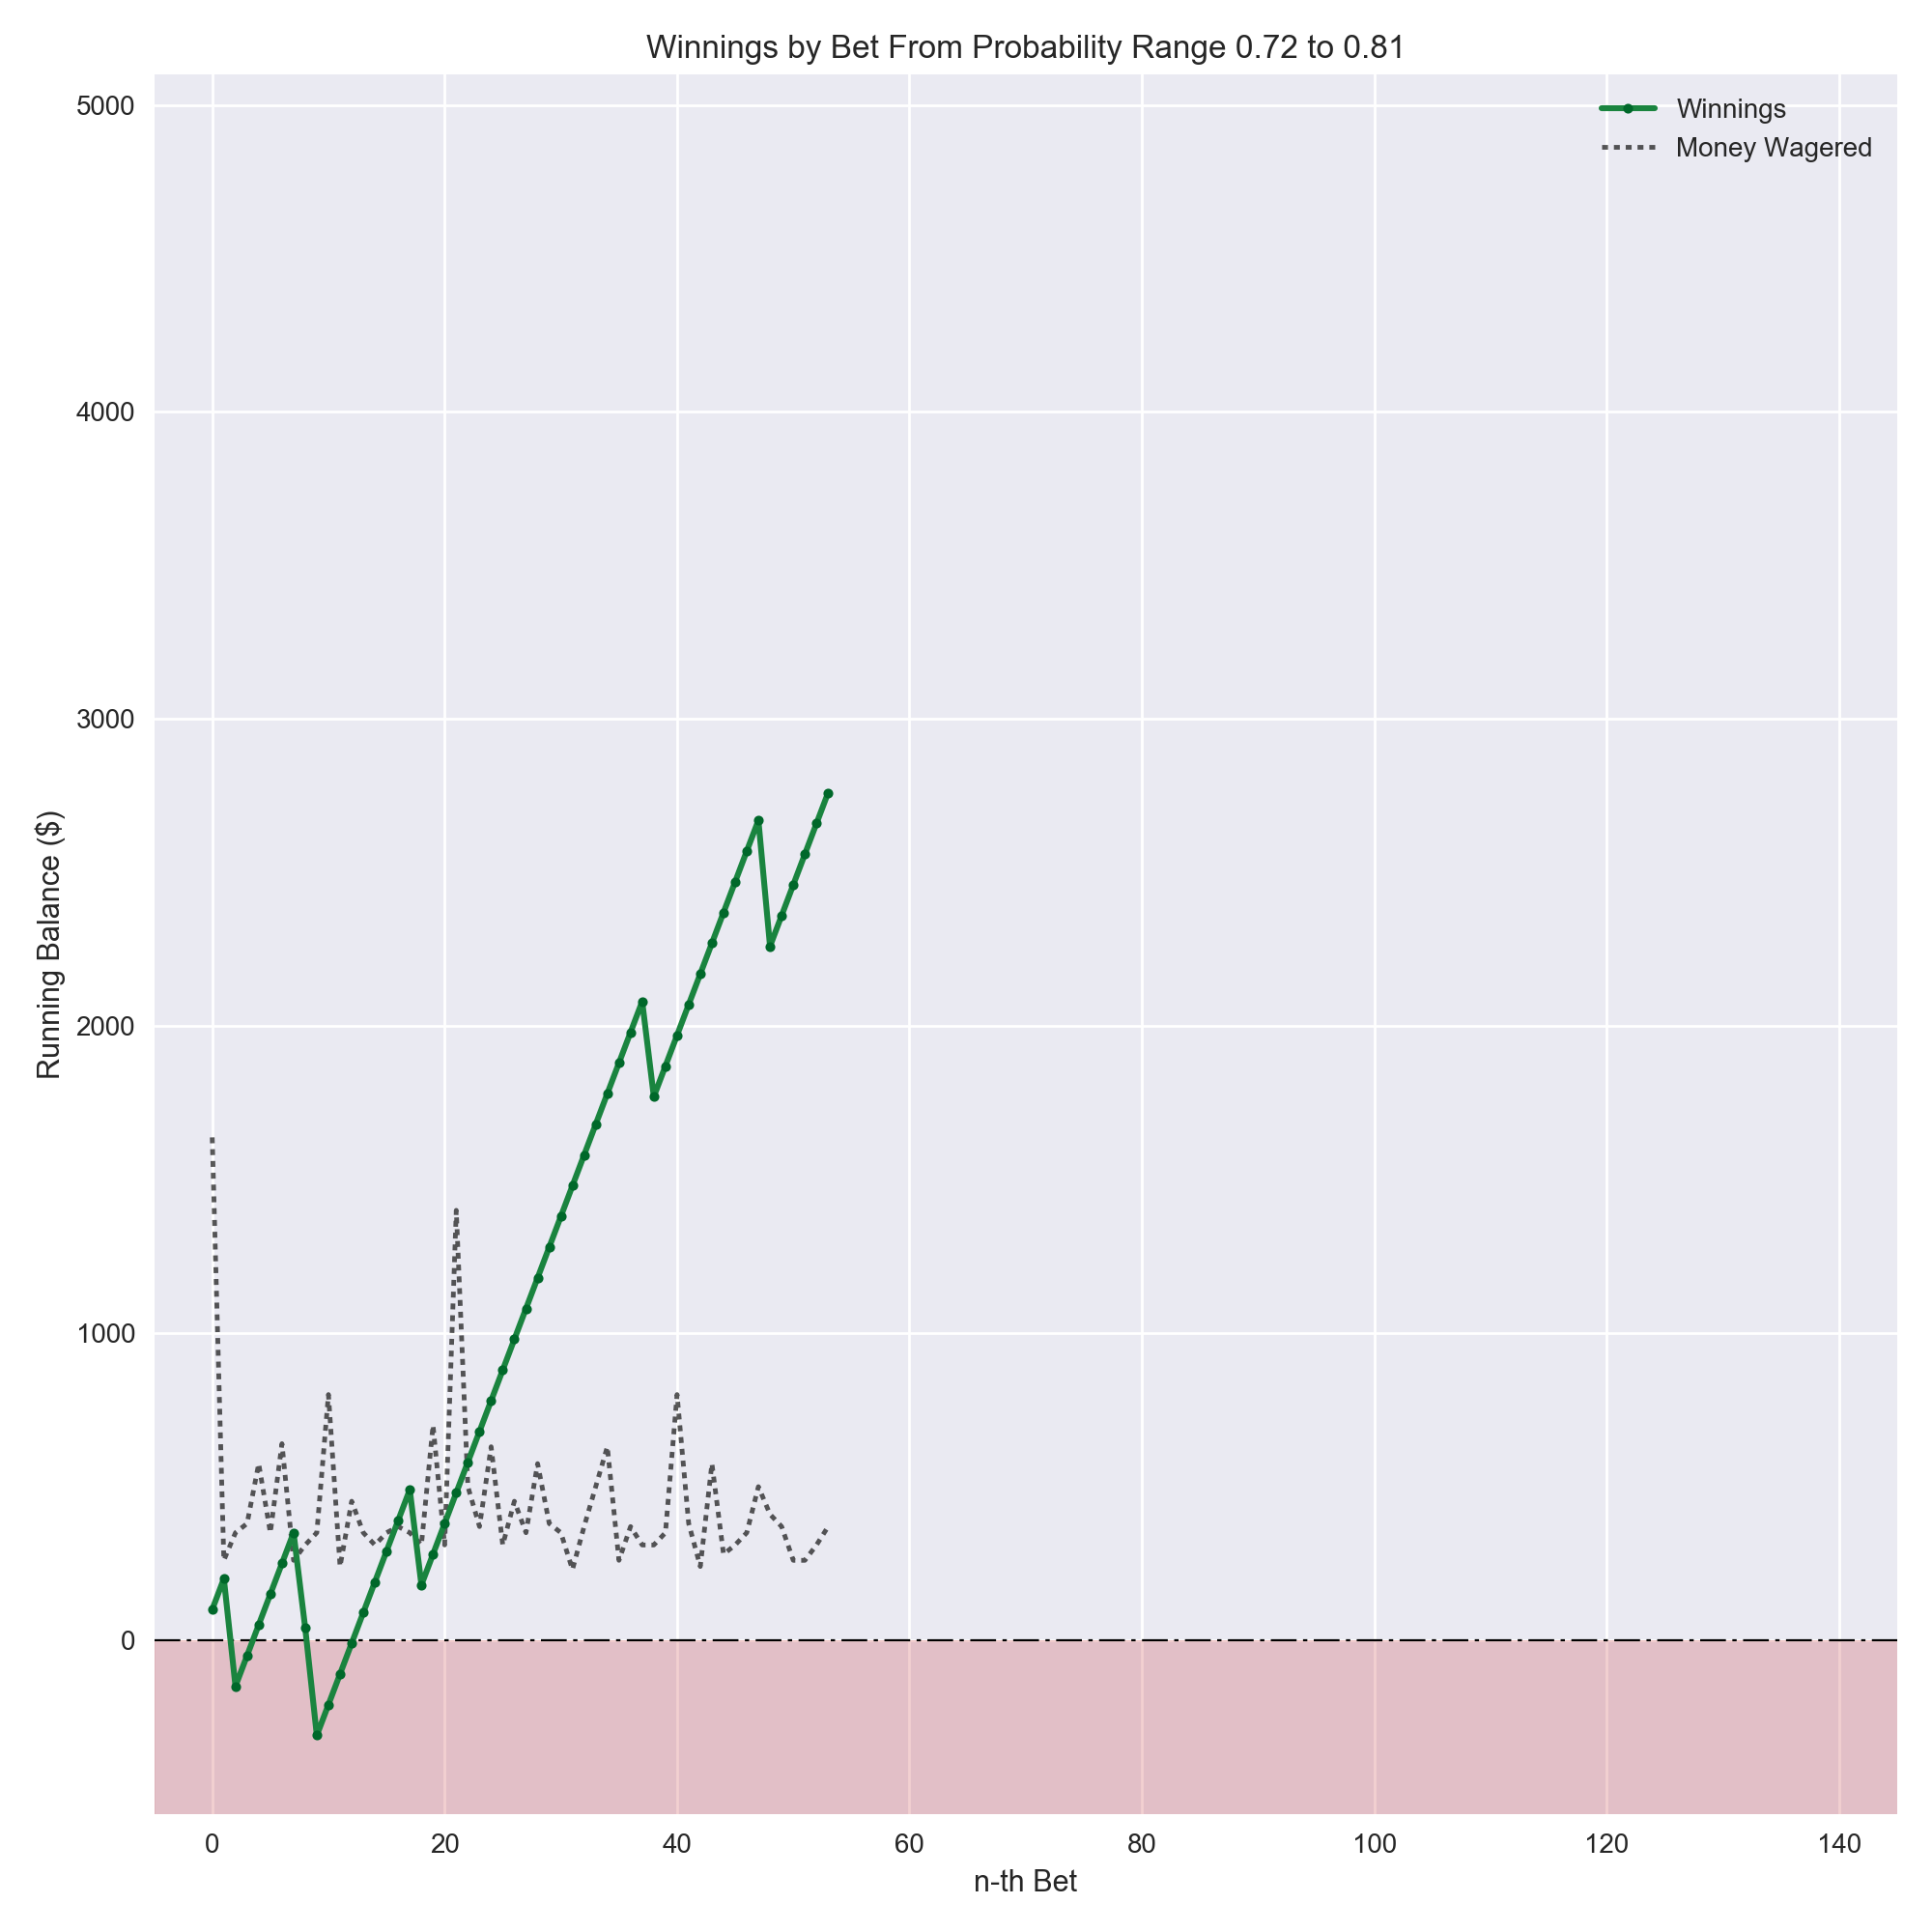 Winnings by Bet From Probability Range 0.72 to 0.81
Winnings
Money Wagered
5000
4000
3000
2000
1000
0
Running Balance ($)
0 20 40 60 80 100 120 140
n-th Bet